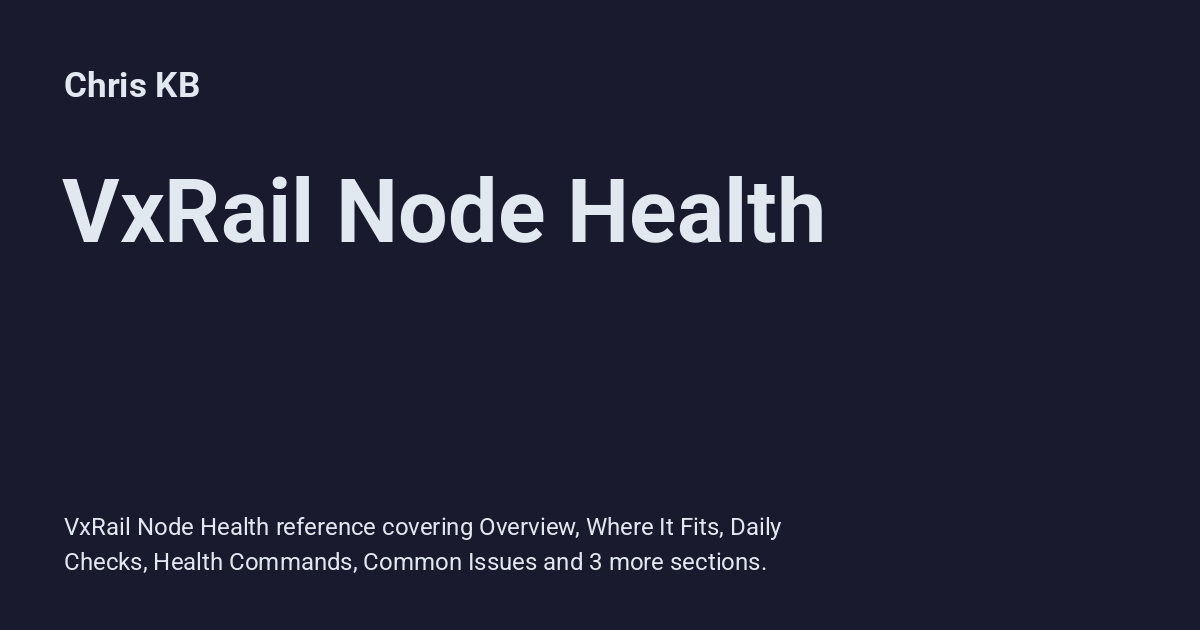 Chris KB
VxRail Node Health
VxRail Node Health reference covering Overview, Where It Fits, Daily
Checks, Health Commands, Common Issues and 3 more sections.